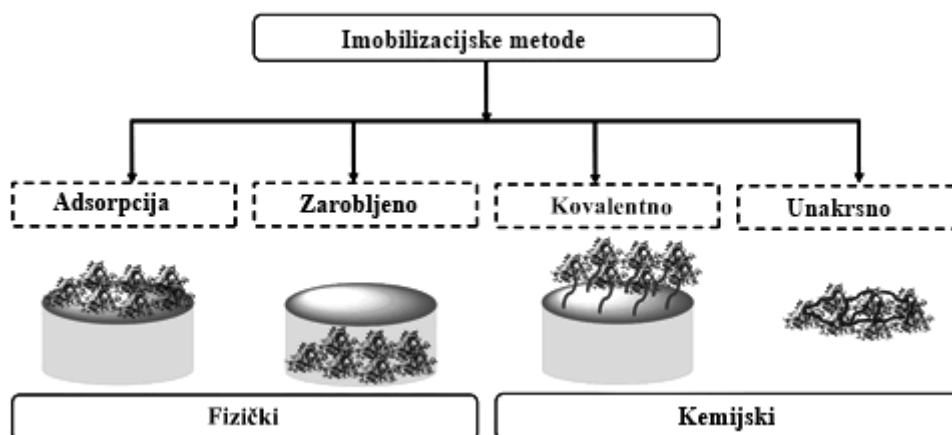 Imobilizacijske metode
Adsorpcija
Zarobljeno
Kovalentno
Unakrsno
Fizički
Kemijski